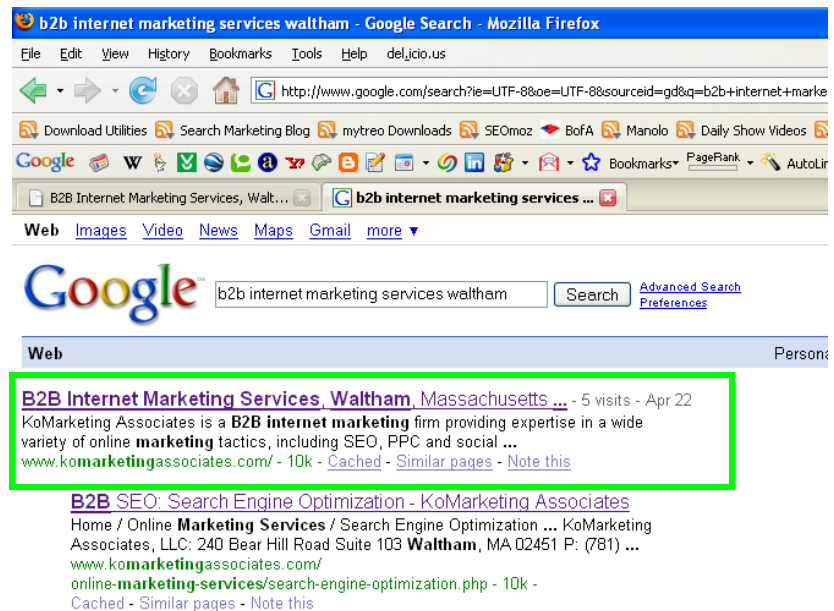 b2b internet marketing services waltham - Google Search - Mozilla Firefox
File Edit View History Bookmarks Tools Help del.icio.us
G http://www.google.com/search?ie=UTF-8&oe=UTF-8&sourceid=gd&q=b2b+internet+marke
Download Utilities Search Marketing Blog mytreo Downloads SEOmoz BofA Manolo Daily Show Videos
Google W Bookmarks PageRank AutoLin
B2B Internet Marketing Services, Walt... G b2b internet marketing services ...
Web Images Video News Maps Gmail more ▼
Google™ b2b internet marketing services waltham Search Advanced Search
Preferences
Web Persona
B2B Internet Marketing Services, Waltham, Massachusetts ... - 5 visits - Apr 22
KoMarketing Associates is a B2B internet marketing firm providing expertise in a wide
variety of online marketing tactics, including SEO, PPC and social ...
www.komarketingassociates.com/ - 10k - Cached - Similar pages - Note this
B2B SEO: Search Engine Optimization - KoMarketing Associates
Home / Online Marketing Services / Search Engine Optimization ... KoMarketing
Associates, LLC: 240 Bear Hill Road Suite 103 Waltham, MA 02451 P: (781) ...
www.komarketingassociates.com/
online-marketing-services/search-engine-optimization.php - 10k -
Cached - Similar pages - Note this